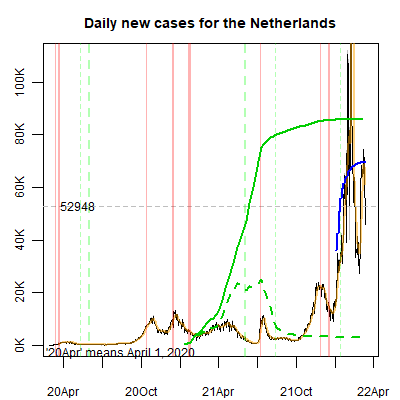 Daily new cases for the Netherlands
100K
80K
60K
52948
40K
20K
0K
"20Apr" means April 1, 2020
20Apr
20Oct
21Apr
21Oct
22Apr